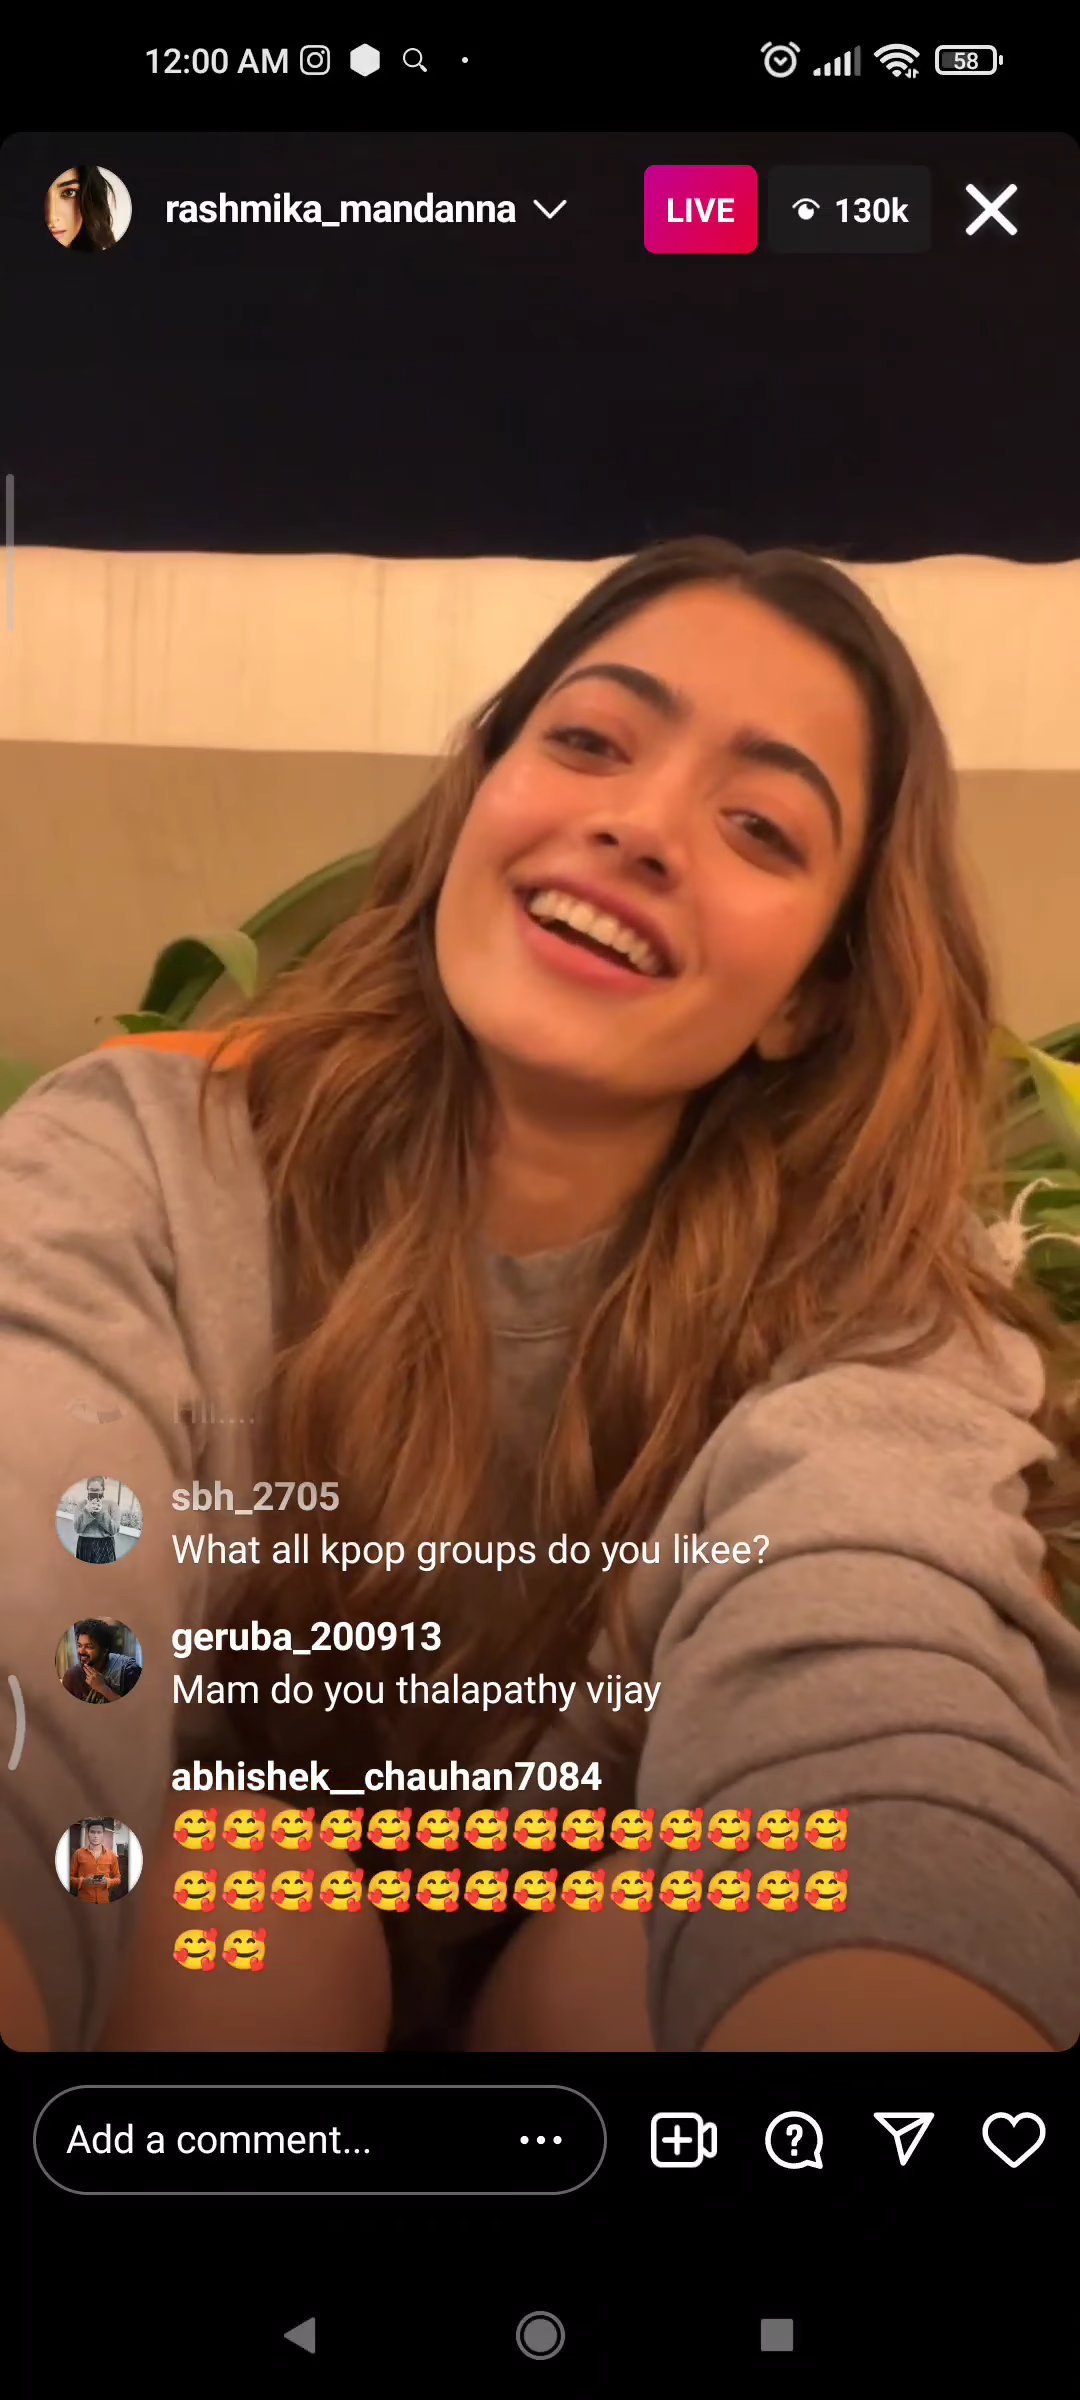 12:00 AM
58
rashmika_mandanna
LIVE
130k
Hii....
sbh_2705
What all kpop groups do you likee?
geruba_200913
Mam do you thalapathy vijay
abhishek__chauhan7084
🥰🥰🥰🥰🥰🥰🥰🥰🥰🥰🥰🥰🥰🥰
🥰🥰🥰🥰🥰🥰🥰🥰🥰🥰🥰🥰🥰🥰
🥰🥰
Add a comment...